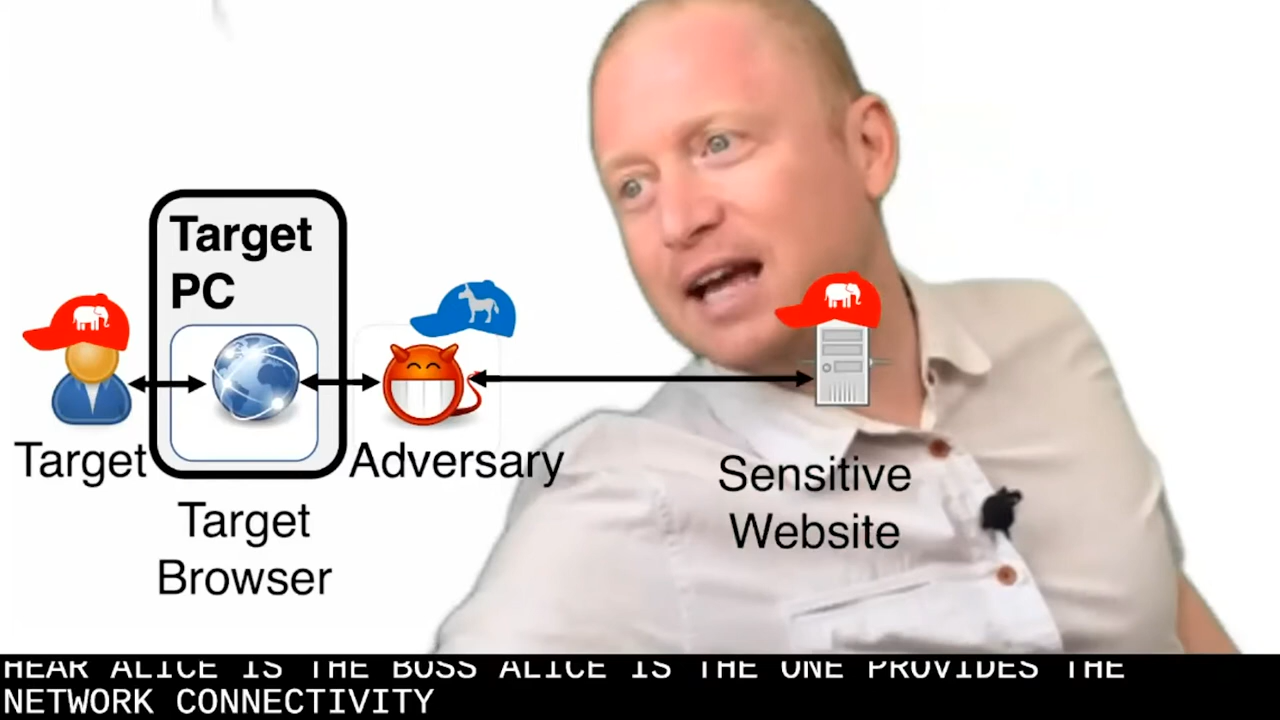 Target
PC
Target
Adversary
Target
Browser
Sensitive
Website
HEAR ALICE IS THE BOSS ALICE IS THE ONE PROVIDES THE
NETWORK CONNECTIVITY